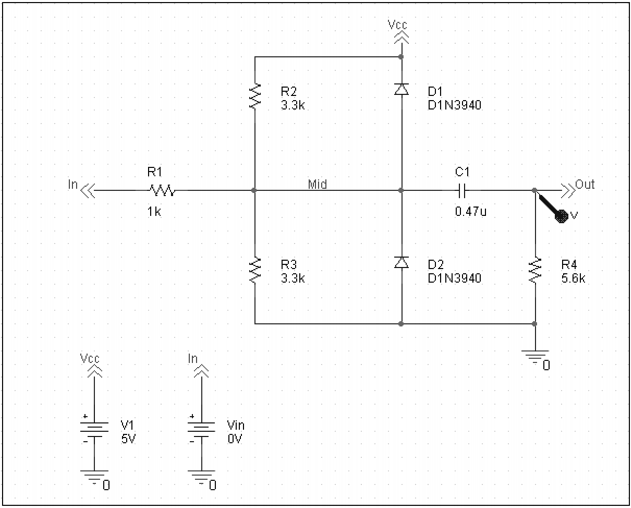 Vcc
R2
3.3k
D1
D1N3940
In
R1
1k
Mid
C1
0.47u
Out
V
R3
3.3k
D2
D1N3940
R4
5.6k
0
Vcc
In
+
-
V1
5V
+
-
Vin
0V
0
0